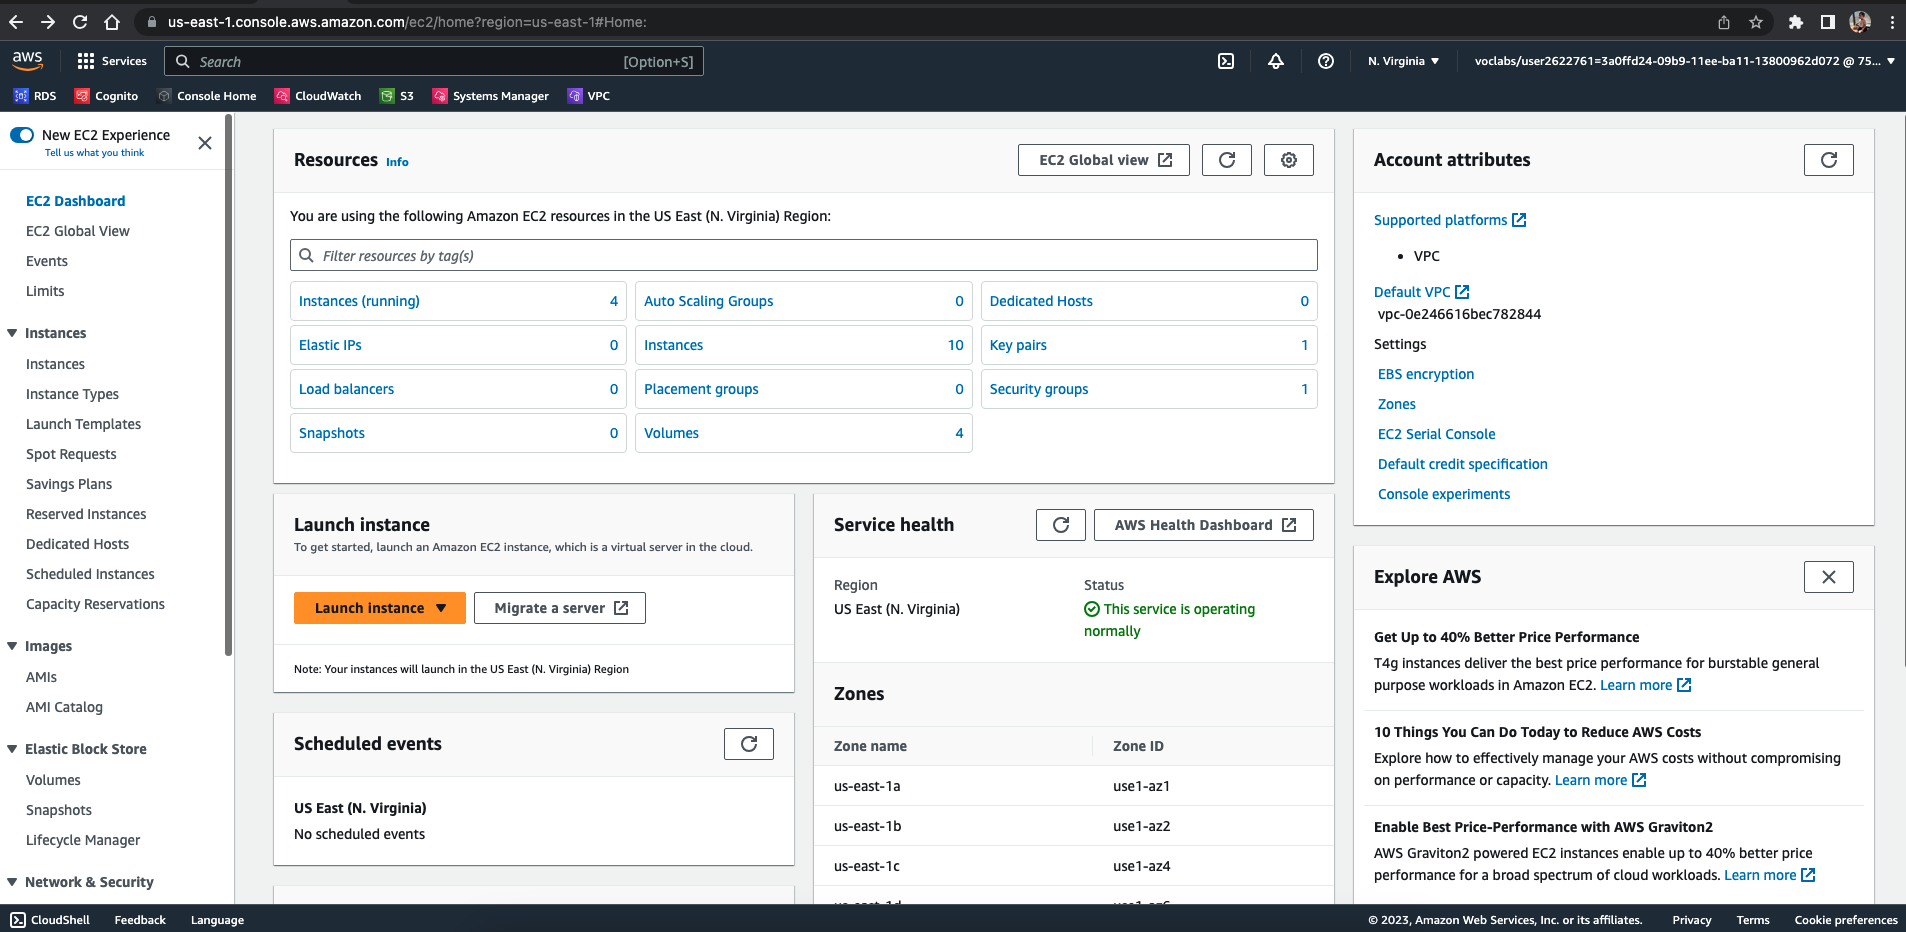 us-east-1.console.aws.amazon.com/ec2/home?region=us-east-1#Home:
aws
Services
Search
[Option+S]
N. Virginia
voclabs/user2622761=3a0ffd24-09b9-11ee-ba11-13800962d072 @ 75...
RDS
Cognito
Console Home
CloudWatch
S3
Systems Manager
VPC
New EC2 Experience
Tell us what you think
EC2 Dashboard
EC2 Global View
Events
Limits
Instances
Instances
Instance Types
Launch Templates
Spot Requests
Savings Plans
Reserved Instances
Dedicated Hosts
Scheduled Instances
Capacity Reservations
Images
AMIs
AMI Catalog
Elastic Block Store
Volumes
Snapshots
Lifecycle Manager
Network & Security
Resources Info
EC2 Global view
You are using the following Amazon EC2 resources in the US East (N. Virginia) Region:
Filter resources by tag(s)
Instances (running) 4
Auto Scaling Groups 0
Dedicated Hosts 0
Elastic IPs 0
Instances 10
Key pairs 1
Load balancers 0
Placement groups 0
Security groups 1
Snapshots 0
Volumes 4
Launch instance
To get started, launch an Amazon EC2 instance, which is a virtual server in the cloud.
Launch instance
Migrate a server
Note: Your instances will launch in the US East (N. Virginia) Region
Scheduled events
US East (N. Virginia)
No scheduled events
Service health
AWS Health Dashboard
Region
US East (N. Virginia)
Status
This service is operating
normally
Zones
Zone name Zone ID
us-east-1a use1-az1
us-east-1b use1-az2
us-east-1c use1-az4
Account attributes
Supported platforms
• VPC
Default VPC
vpc-0e246616bec782844
Settings
EBS encryption
Zones
EC2 Serial Console
Default credit specification
Console experiments
Explore AWS
Get Up to 40% Better Price Performance
T4g instances deliver the best price performance for burstable general
purpose workloads in Amazon EC2. Learn more
10 Things You Can Do Today to Reduce AWS Costs
Explore how to effectively manage your AWS costs without compromising
on performance or capacity. Learn more
Enable Best Price-Performance with AWS Graviton2
AWS Graviton2 powered EC2 instances enable up to 40% better price
performance for a broad spectrum of cloud workloads. Learn more
CloudShell
Feedback
Language
© 2023, Amazon Web Services, Inc. or its affiliates.
Privacy
Terms
Cookie preferences